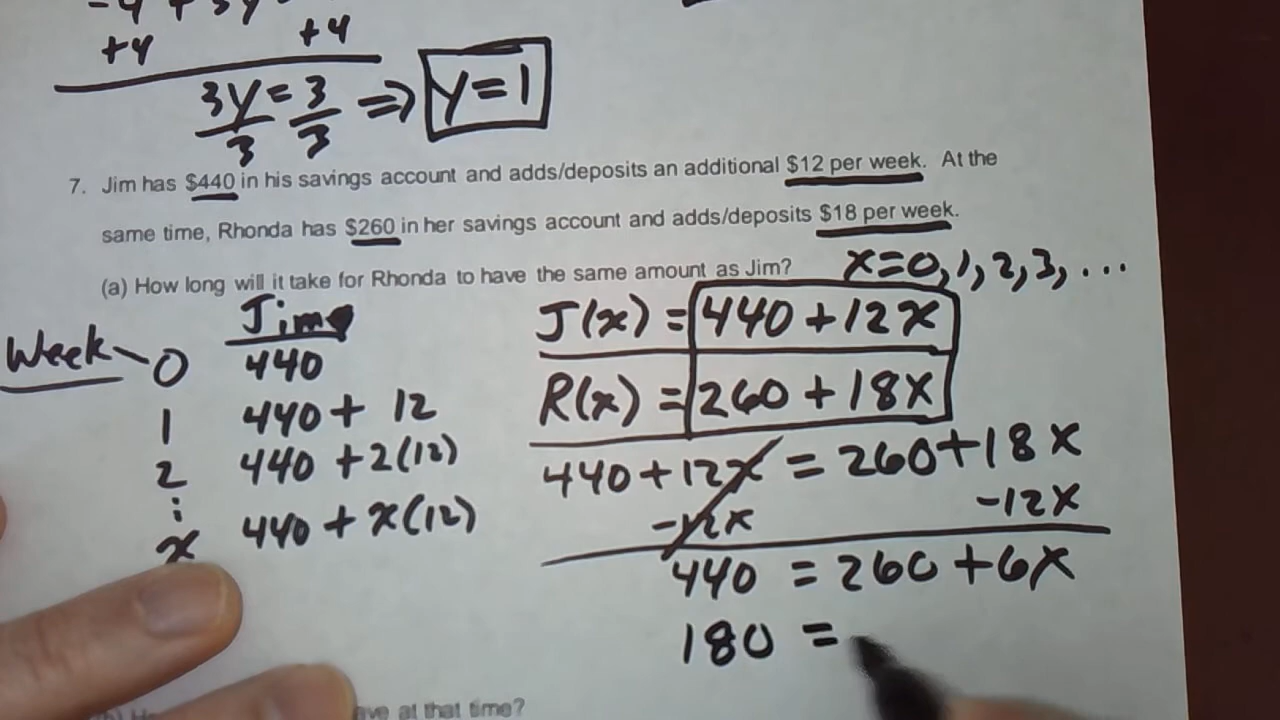 -4 + 3y
+4 +4
3y = 3 ⇒ y = 1
3 3
7. Jim has $440 in his savings account and adds/deposits an additional $12 per week. At the
same time, Rhonda has $260 in her savings account and adds/deposits $18 per week.
(a) How long will it take for Rhonda to have the same amount as Jim? x=0,1,2,3,...
Jim
Week 0 440
1 440 + 12
2 440 + 2(12)
⋮
x 440 + x(12)
J(x) = 440 + 12x
R(x) = 260 + 18x
440 + 12x = 260 + 18x
-12x -12x
440 = 260 + 6x
180 =
ave at that time?